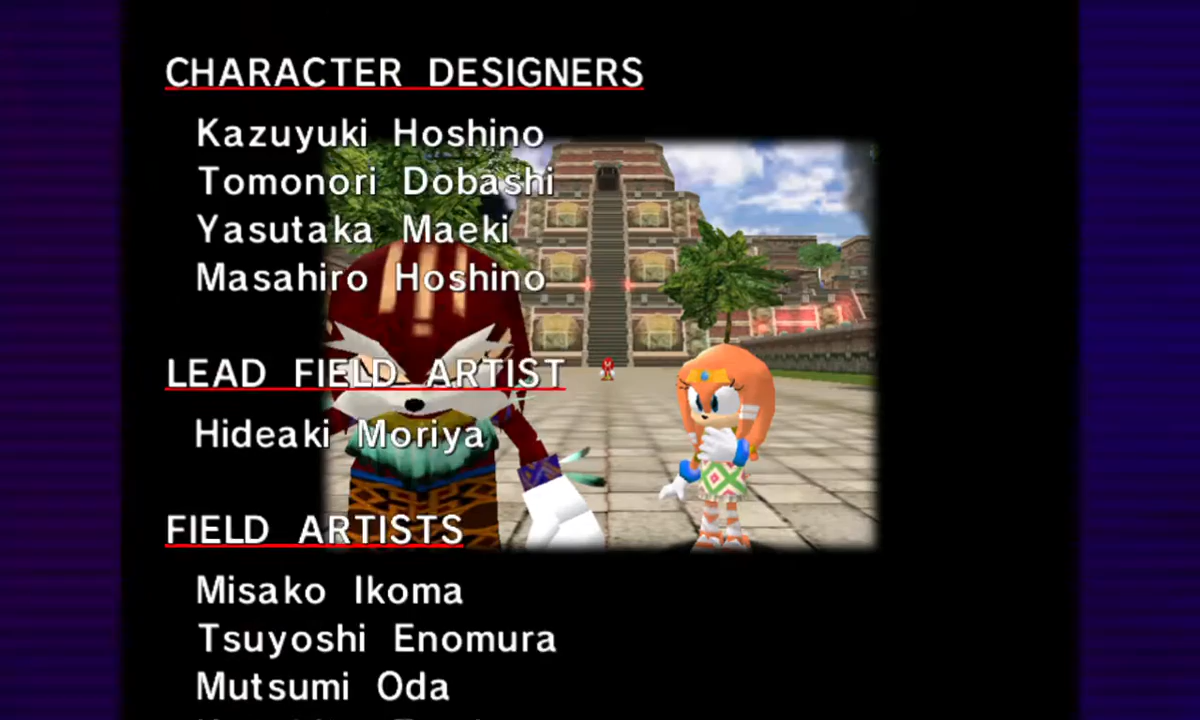 CHARACTER DESIGNERS
Kazuyuki Hoshino
Tomonori Dobashi
Yasutaka Maeki
Masahiro Hoshino
LEAD FIELD ARTIST
Hideaki Moriya
FIELD ARTISTS
Misako Ikoma
Tsuyoshi Enomura
Mutsumi Oda